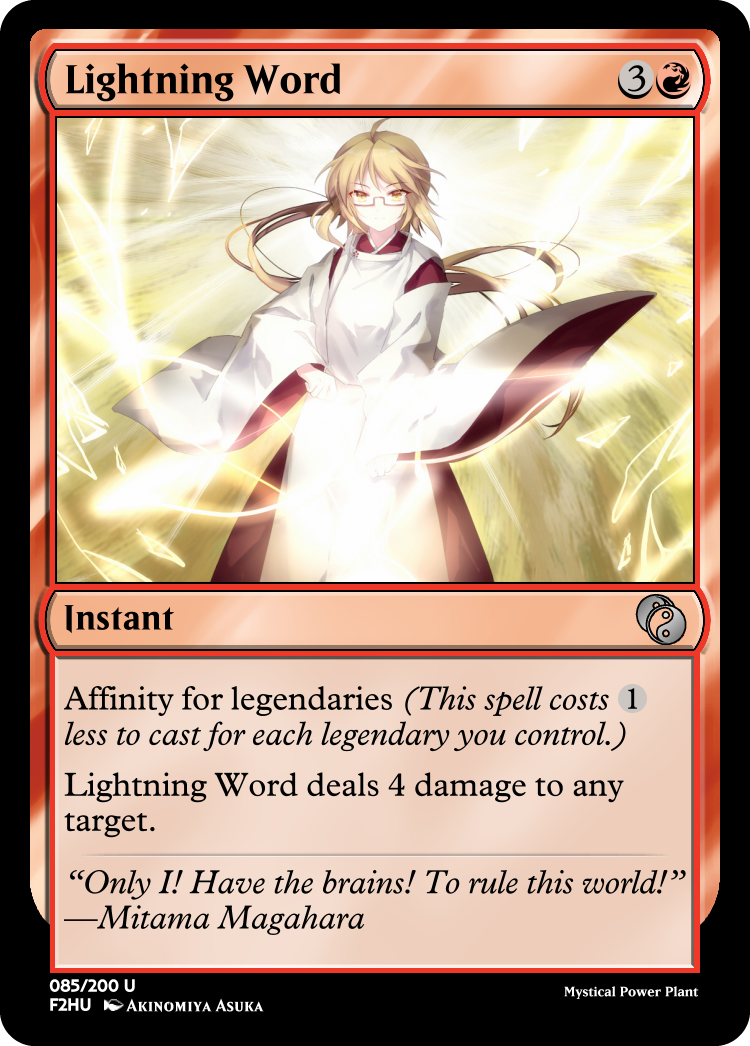 Lightning Word 3
Instant
Affinity for legendaries (This spell costs 1
less to cast for each legendary you control.)
Lightning Word deals 4 damage to any
target.
“Only I! Have the brains! To rule this world!”
—Mitama Magahara
085/200 U
F2HU Akinomiya Asuka
Mystical Power Plant